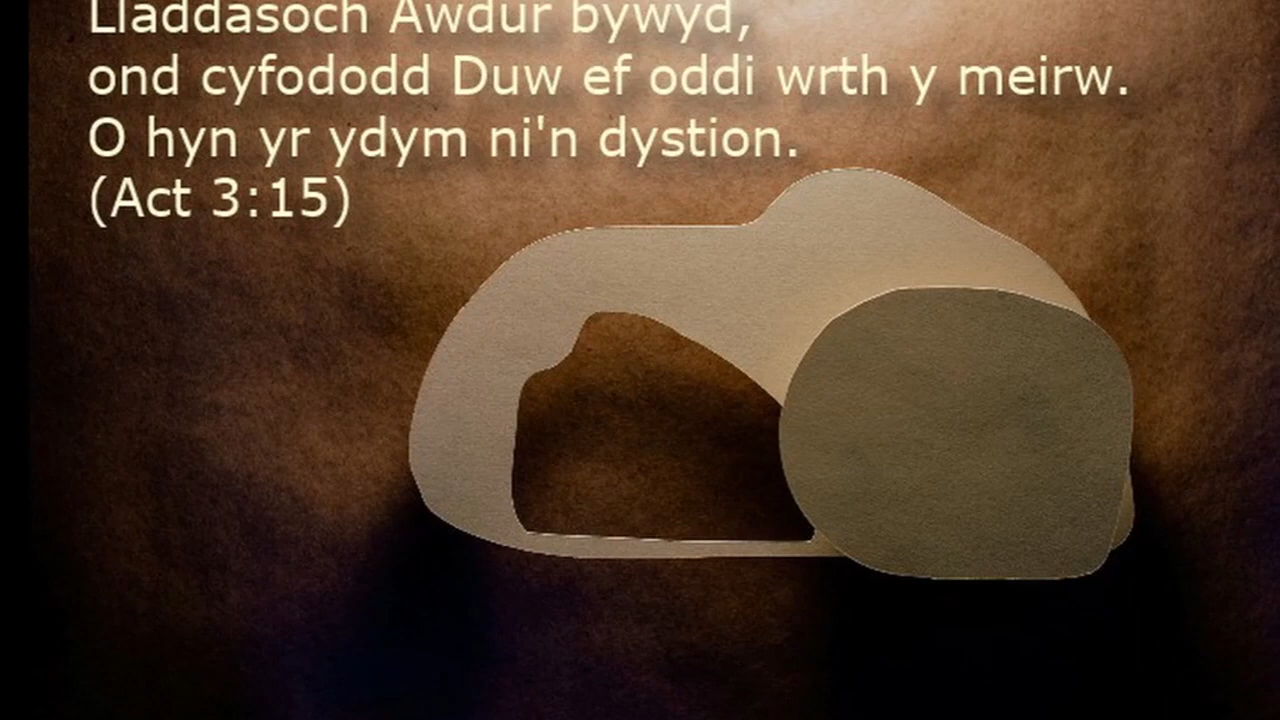 Lladdasoch Awdur bywyd,
ond cyfododd Duw ef oddi wrth y meirw.
O hyn yr ydym ni'n dystion.
(Act 3:15)